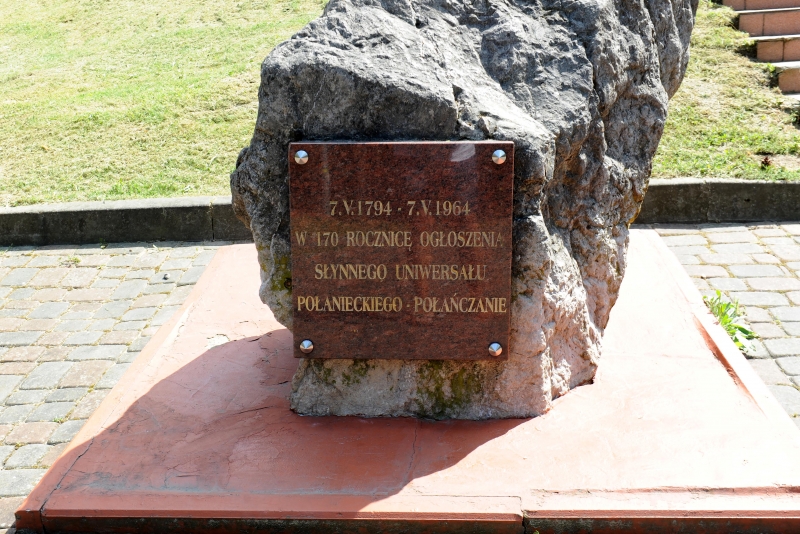 7.V.1794 - 7.V.1964
W 170 ROCZNICĘ OGŁOSZENIA
SŁYNNEGO UNIWERSAŁU
POŁANIECKIEGO - POŁAŃCZANIE